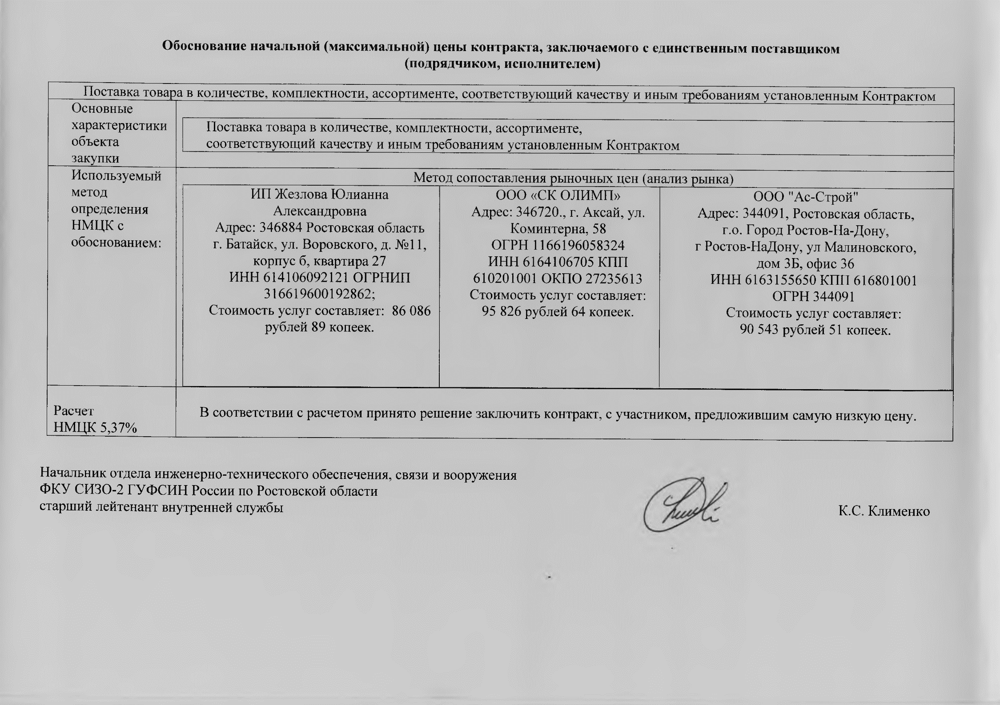 Обоснование начальной (максимальной) цены контракта, заключаемого с единственным поставщиком
(подрядчиком, исполнителем)
Поставка товара в количестве, комплектности, ассортименте, соответствующий качеству и иным требованиям установленным Контрактом
Основные
характеристики
объекта
закупки
Поставка товара в количестве, комплектности, ассортименте,
соответствующий качеству и иным требованиям установленным Контрактом
Используемый
метод
определения
НМЦК с
обоснованием:
Метод сопоставления рыночных цен (анализ рынка)
ИП Жезлова Юлианна
Александровна
Адрес: 346884 Ростовская область
г. Батайск, ул. Воровского, д. №11,
корпус б, квартира 27
ИНН 614106092121 ОГРНИП
316619600192862;
Стоимость услуг составляет: 86 086
рублей 89 копеек.
ООО «СК ОЛИМП»
Адрес: 346720., г. Аксай, ул.
Коминтерна, 58
ОГРН 1166196058324
ИНН 6164106705 КПП
610201001 ОКПО 27235613
Стоимость услуг составляет:
95 826 рублей 64 копеек.
ООО "Ас-Строй"
Адрес: 344091, Ростовская область,
г.о. Город Ростов-На-Дону,
г Ростов-НаДону, ул Малиновского,
дом 3Б, офис 36
ИНН 6163155650 КПП 616801001
ОГРН 344091
Стоимость услуг составляет:
90 543 рублей 51 копеек.
Расчет
НМЦК 5,37%
В соответствии с расчетом принято решение заключить контракт, с участником, предложившим самую низкую цену.
Начальник отдела инженерно-технического обеспечения, связи и вооружения
ФКУ СИЗО-2 ГУФСИН России по Ростовской области
старший лейтенант внутренней службы
К.С. Клименко